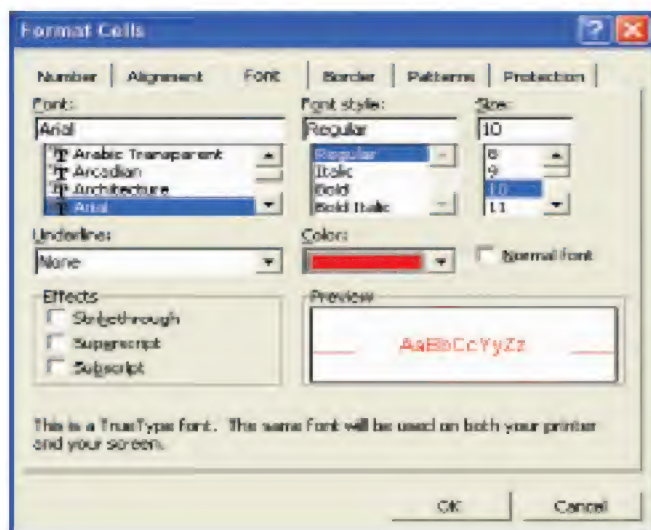 Format Cells
Number Alignment Font Border Patterns Protection
Font: Font style: Size:
Arial Regular 10
Arabic Transparent Regular 8
Arcadian Italic 9
Architecture Bold 10
Arial Bold Italic 11
Underline: Color:
None Normal font
Effects Preview
Strikethrough
Superscript AaBbCcYyZz
Subscript
This is a TrueType font. The same font will be used on both your printer
and your screen.
OK Cancel